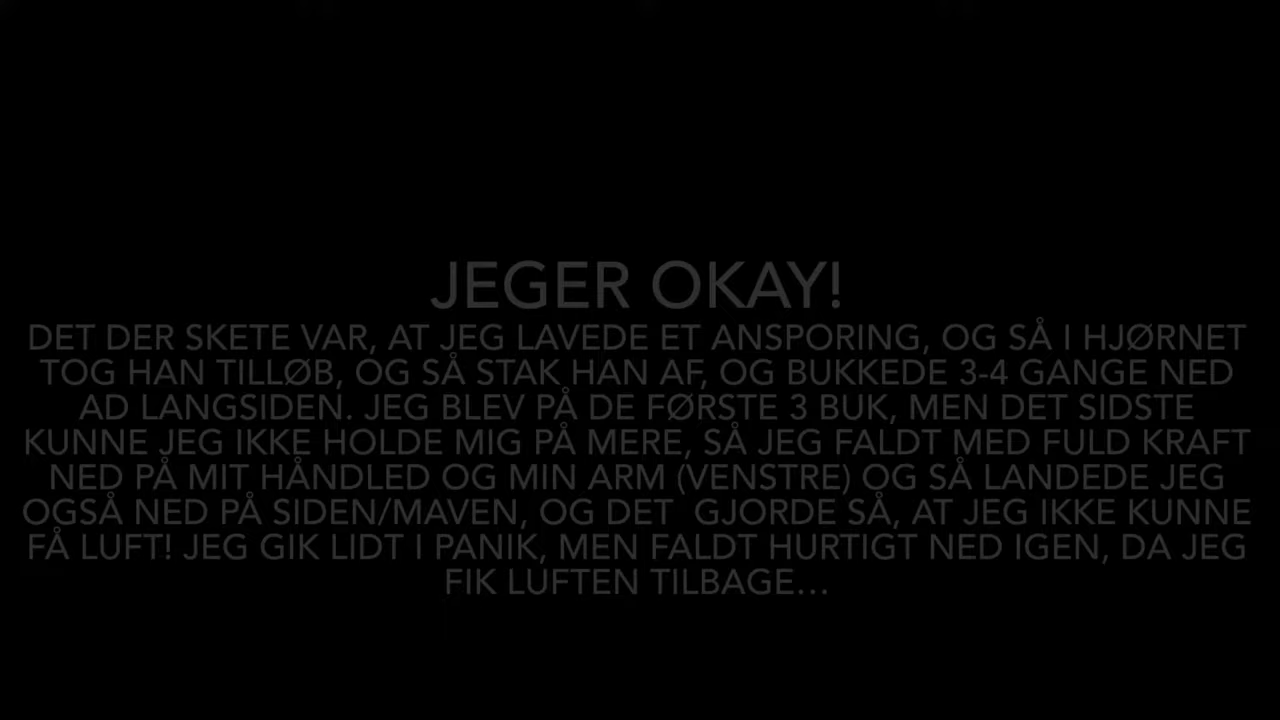 JEGER OKAY!
DET DER SKETE VAR, AT JEG LAVEDE ET ANSPORING, OG SÅ I HJØRNET
TOG HAN TILLØB, OG SÅ STAK HAN AF, OG BUKKEDE 3-4 GANGE NED
AD LANGSIDEN. JEG BLEV PÅ DE FØRSTE 3 BUK, MEN DET SIDSTE
KUNNE JEG IKKE HOLDE MIG PÅ MERE, SÅ JEG FALDT MED FULD KRAFT
NED PÅ MIT HÅNDLED OG MIN ARM (VENSTRE) OG SÅ LANDEDE JEG
OGSÅ NED PÅ SIDEN/MAVEN, OG DET GJORDE SÅ, AT JEG IKKE KUNNE
FÅ LUFT! JEG GIK LIDT I PANIK, MEN FALDT HURTIGT NED IGEN, DA JEG
FIK LUFTEN TILBAGE...